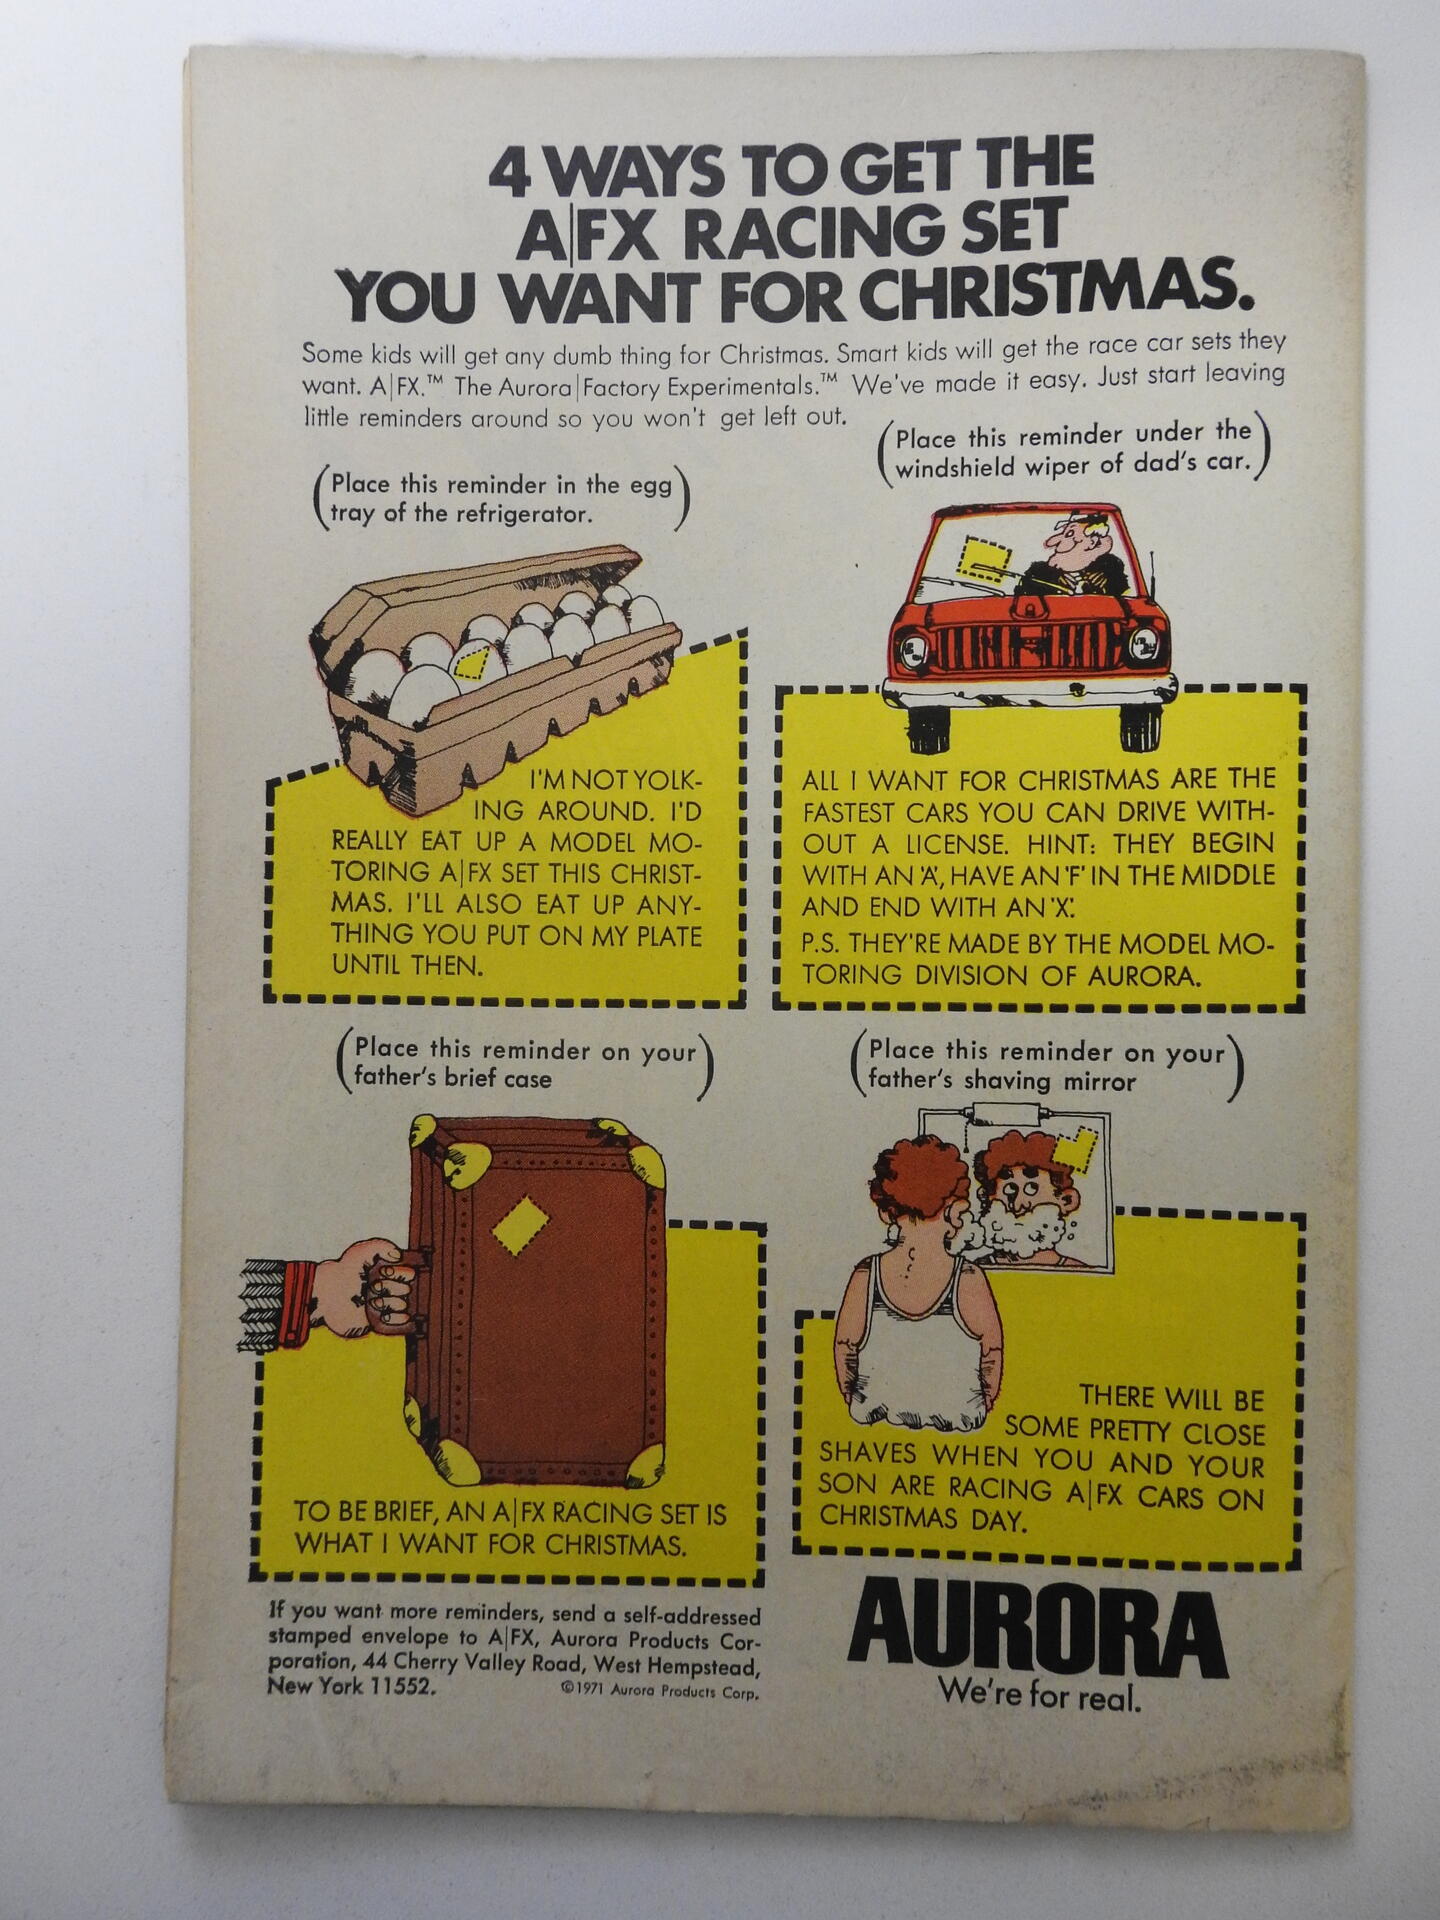 4 WAYS TO GET THE
A|FX RACING SET
YOU WANT FOR CHRISTMAS.
Some kids will get any dumb thing for Christmas. Smart kids will get the race car sets they
want. A|FX.™ The Aurora|Factory Experimentals.™ We've made it easy. Just start leaving
little reminders around so you won't get left out.
(Place this reminder in the egg
tray of the refrigerator.)
I'M NOT YOLK-
ING AROUND. I'D
REALLY EAT UP A MODEL MO-
TORING A|FX SET THIS CHRIST-
MAS. I'LL ALSO EAT UP ANY-
THING YOU PUT ON MY PLATE
UNTIL THEN.
(Place this reminder under the
windshield wiper of dad's car.)
ALL I WANT FOR CHRISTMAS ARE THE
FASTEST CARS YOU CAN DRIVE WITH-
OUT A LICENSE. HINT: THEY BEGIN
WITH AN 'A', HAVE AN 'F' IN THE MIDDLE
AND END WITH AN 'X'.
P.S. THEY'RE MADE BY THE MODEL MO-
TORING DIVISION OF AURORA.
(Place this reminder on your
father's brief case)
TO BE BRIEF, AN A|FX RACING SET IS
WHAT I WANT FOR CHRISTMAS.
(Place this reminder on your
father's shaving mirror)
THERE WILL BE
SOME PRETTY CLOSE
SHAVES WHEN YOU AND YOUR
SON ARE RACING A|FX CARS ON
CHRISTMAS DAY.
If you want more reminders, send a self-addressed
stamped envelope to A|FX, Aurora Products Cor-
poration, 44 Cherry Valley Road, West Hempstead,
New York 11552.
©1971 Aurora Products Corp.
AURORA
We're for real.